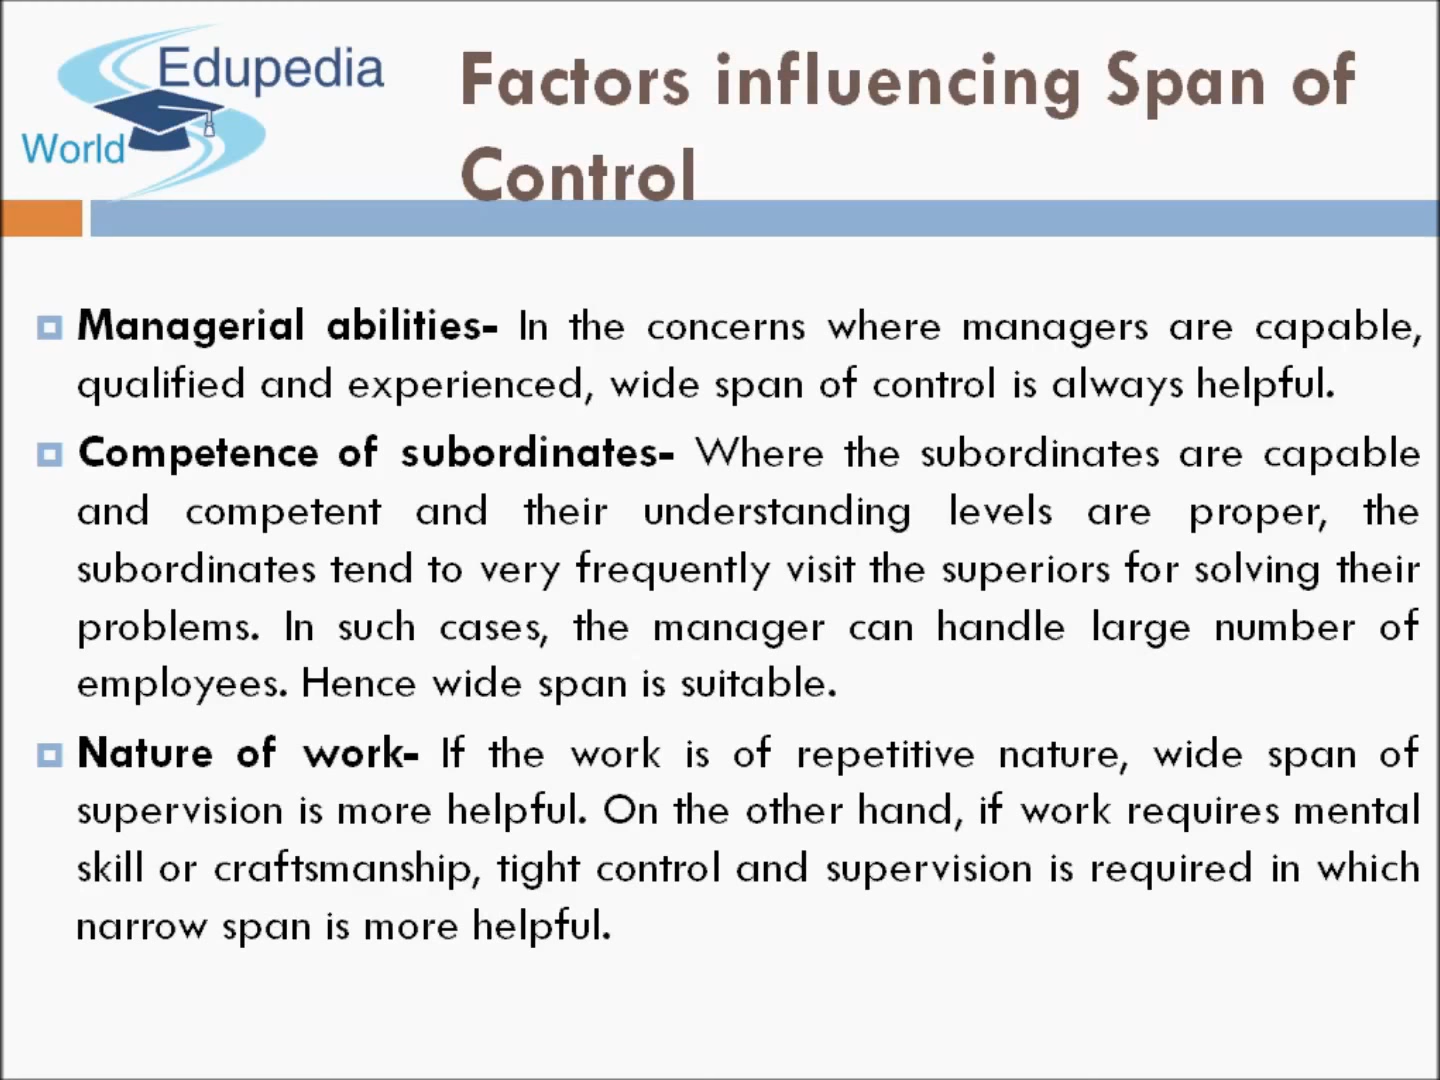 Edupedia
World
Factors influencing Span of
Control
Managerial abilities- In the concerns where managers are capable,
qualified and experienced, wide span of control is always helpful.
Competence of subordinates- Where the subordinates are capable
and competent and their understanding levels are proper, the
subordinates tend to very frequently visit the superiors for solving their
problems. In such cases, the manager can handle large number of
employees. Hence wide span is suitable.
Nature of work- If the work is of repetitive nature, wide span of
supervision is more helpful. On the other hand, if work requires mental
skill or craftsmanship, tight control and supervision is required in which
narrow span is more helpful.